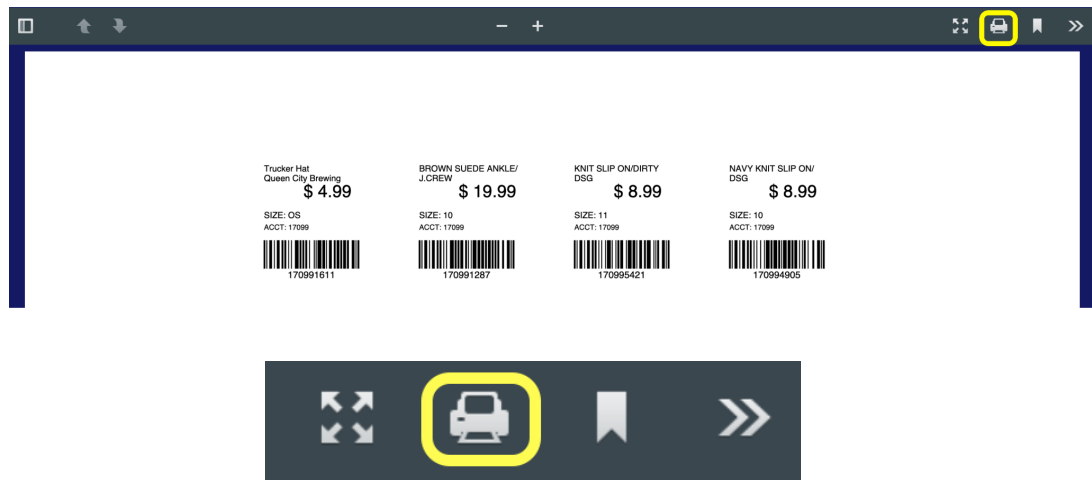 Trucker Hat
Queen City Brewing
$ 4.99
SIZE: OS
ACCT: 17099
170991611
BROWN SUEDE ANKLE/
J.CREW
$ 19.99
SIZE: 10
ACCT: 17099
170991287
KNIT SLIP ON/DIRTY
DSG
$ 8.99
SIZE: 11
ACCT: 17099
170995421
NAVY KNIT SLIP ON/
DSG
$ 8.99
SIZE: 10
ACCT: 17099
170994905